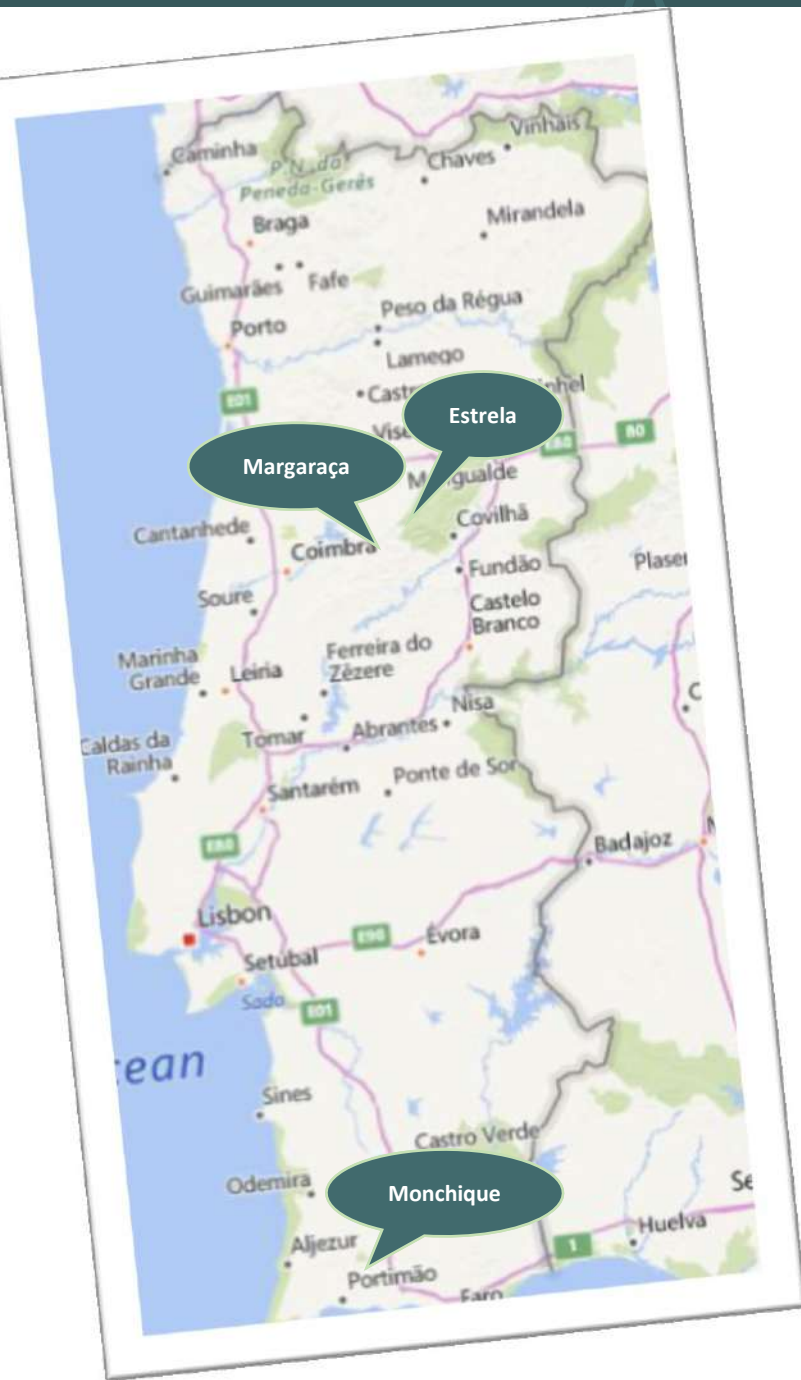 Vinhais
Caminha
P.N. da
Peneda-Gerês
Chaves
Braga
Mirandela
Guimarães
Fafe
Peso da Régua
Porto
Lamego
E01
Estrela
80
E80
Margaraça
Covilhã
Cantanhede
Coimbra
Fundão
Soure
Castelo
Branco
Marinha
Grande
Leiria
Ferreira do
Zêzere
Nisa
Caldas da
Rainha
Tomar
Abrantes
Santarém
Ponte de Sor
E80
Badajoz
Lisbon
E90
Évora
Setúbal
Sado
E01
Sines
Castro Verde
Odemira
Monchique
Aljezur
1
Huelva
Portimão
Faro